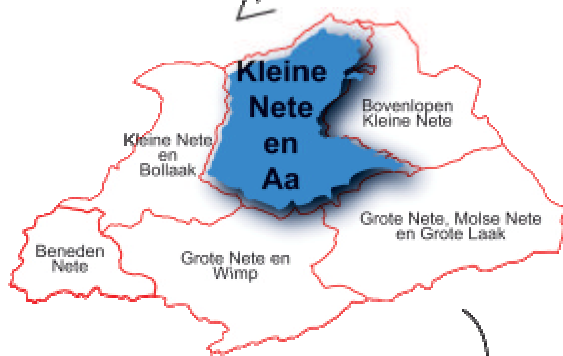 Kleine
Nete
en
Aa
Bovenlopen
Kleine Nete
Kleine Nete
en
Bollaak
Grote Nete, Molse Nete
en Grote Laak
Beneden
Nete
Grote Nete en
Wimp